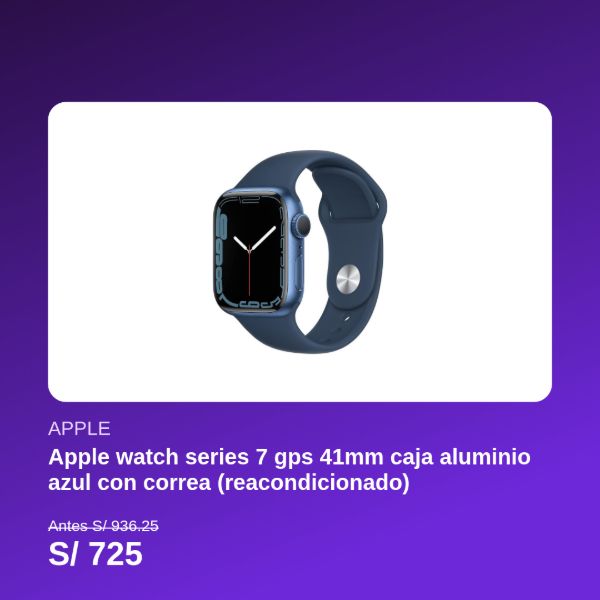 APPLE
Apple watch series 7 gps 41mm caja aluminio
azul con correa (reacondicionado)
Antes S/ 936.25
S/ 725